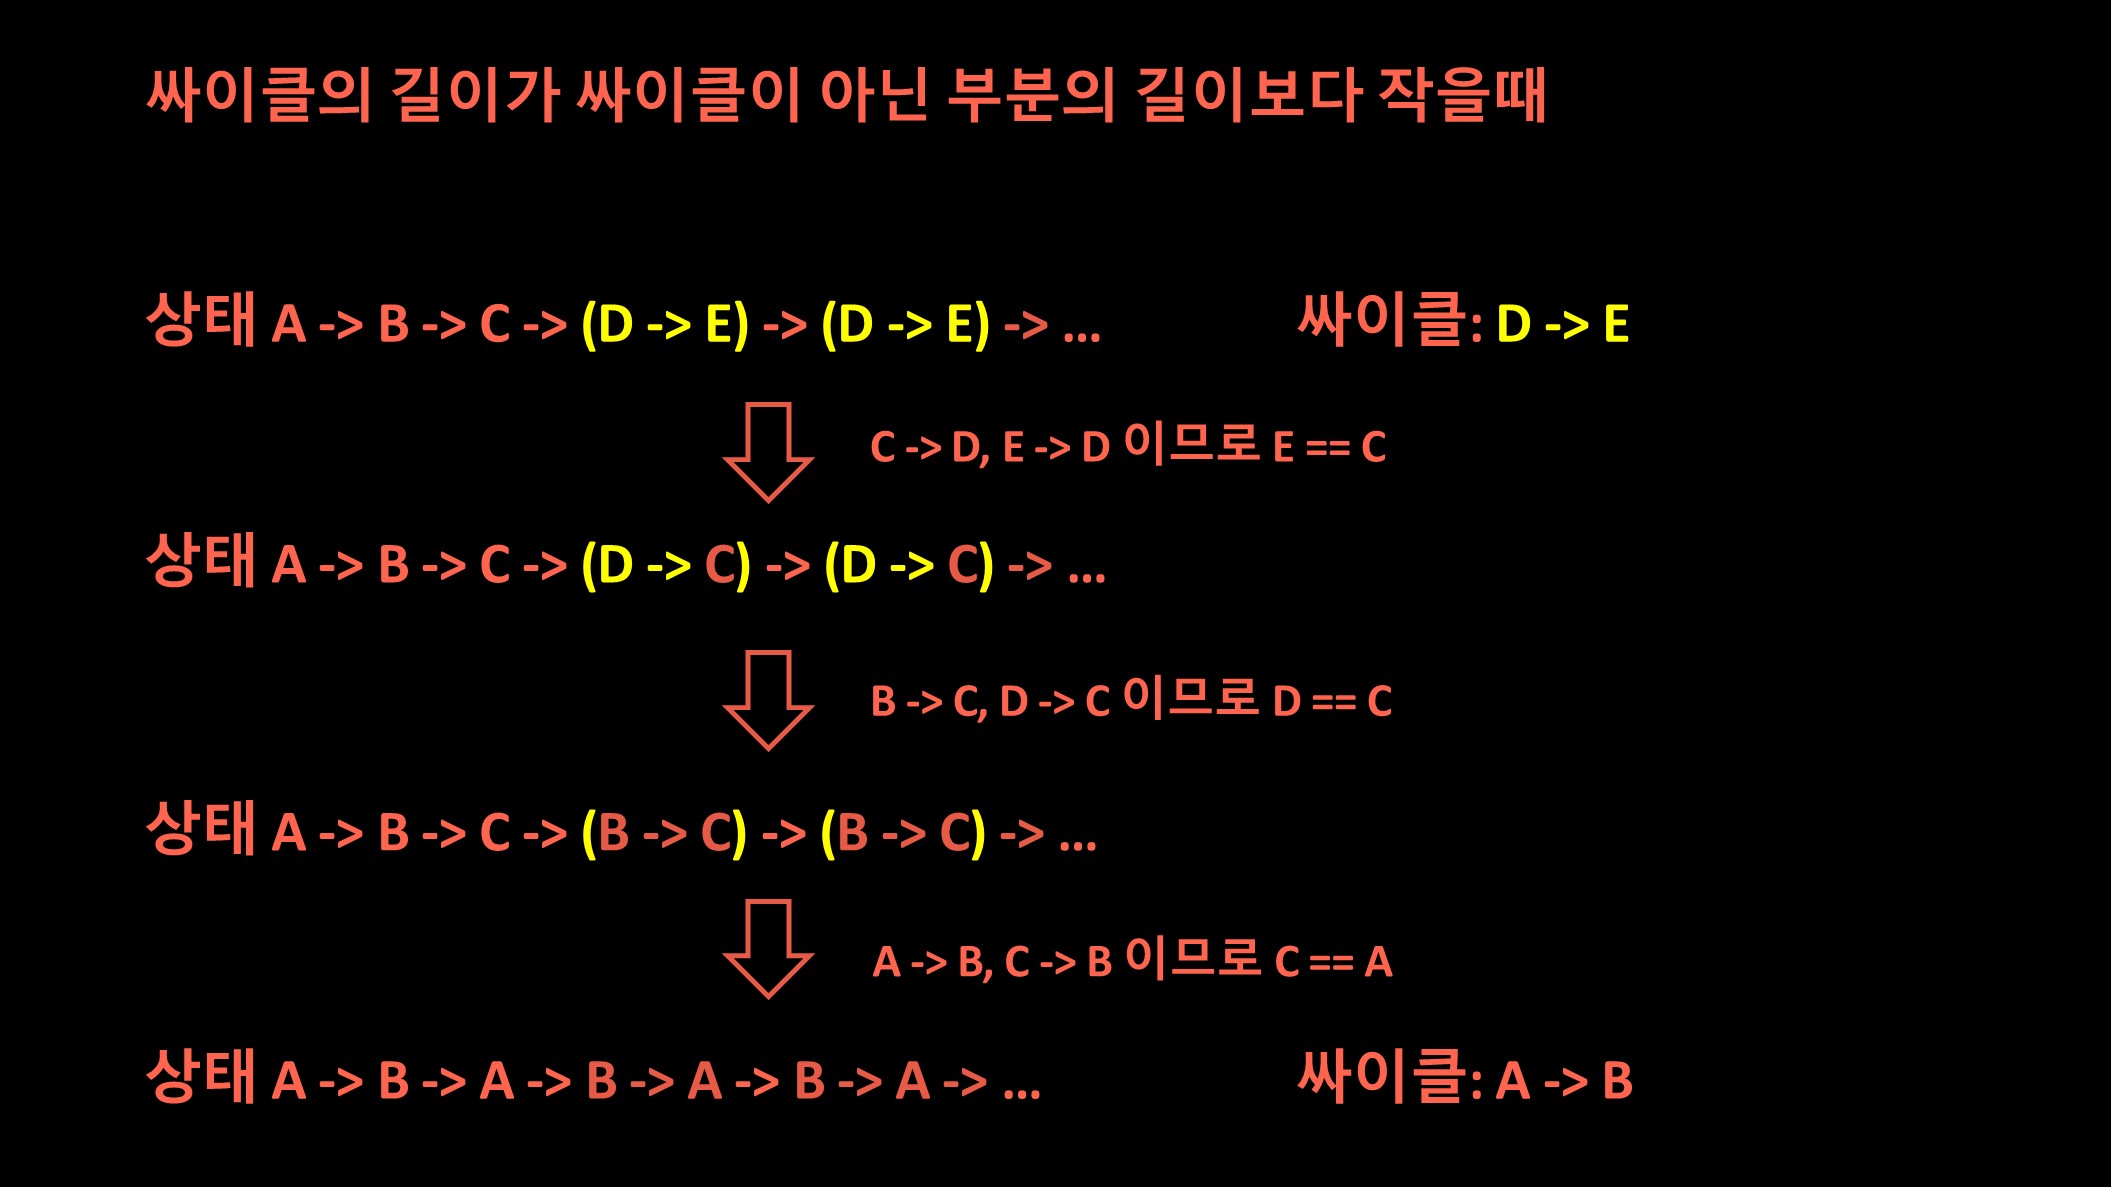 싸이클의 길이가 싸이클이 아닌 부분의 길이보다 작을때
상태 A -> B -> C -> (D -> E) -> (D -> E) -> ... 싸이클: D -> E
C -> D, E -> D 이므로 E == C
상태 A -> B -> C -> (D -> C) -> (D -> C) -> ...
B -> C, D -> C 이므로 D == C
상태 A -> B -> C -> (B -> C) -> (B -> C) -> ...
A -> B, C -> B 이므로 C == A
상태 A -> B -> A -> B -> A -> B -> A -> ... 싸이클: A -> B